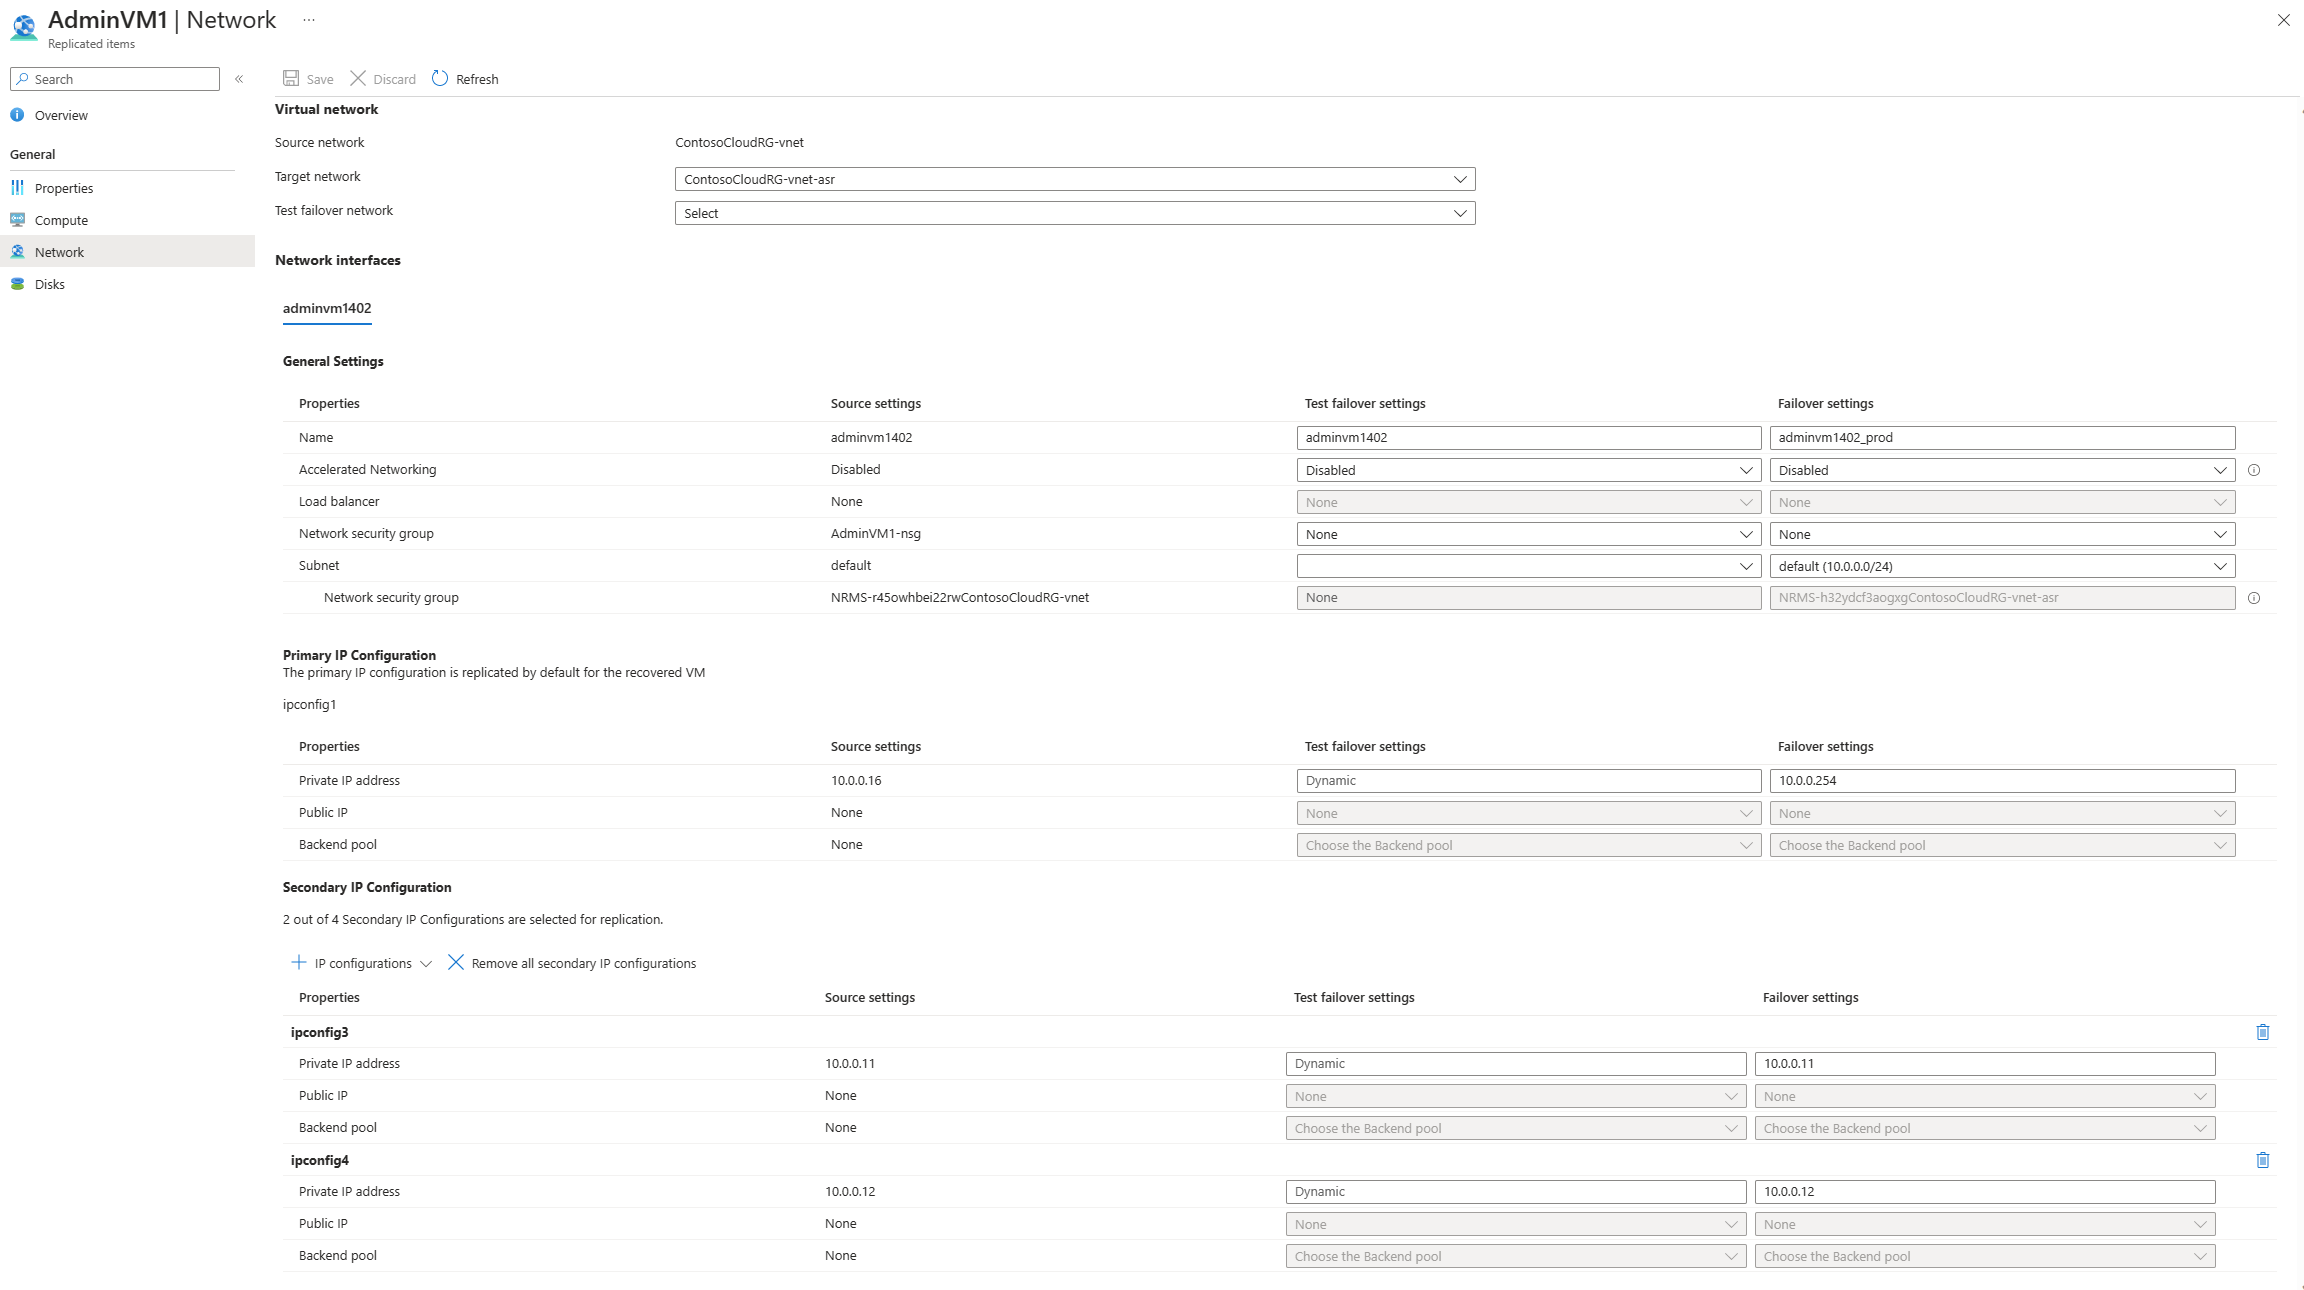 AdminVM1 | Network ...
Replicated items
Search «
Save Discard Refresh
Overview
General
Properties
Compute
Network
Disks
Virtual network
Source network ContosoCloudRG-vnet
Target network ContosoCloudRG-vnet-asr
Test failover network Select
Network interfaces
adminvm1402
General Settings
Properties Source settings Test failover settings Failover settings
Name adminvm1402 adminvm1402 adminvm1402_prod
Accelerated Networking Disabled Disabled Disabled
Load balancer None None None
Network security group AdminVM1-nsg None None
Subnet default default (10.0.0.0/24)
Network security group NRMS-r45owhbei22rwContosoCloudRG-vnet None NRMS-h32ydcf3aogxgContosoCloudRG-vnet-asr
Primary IP Configuration
The primary IP configuration is replicated by default for the recovered VM
ipconfig1
Properties Source settings Test failover settings Failover settings
Private IP address 10.0.0.16 Dynamic 10.0.0.254
Public IP None None None
Backend pool None Choose the Backend pool Choose the Backend pool
Secondary IP Configuration
2 out of 4 Secondary IP Configurations are selected for replication.
IP configurations Remove all secondary IP configurations
Properties Source settings Test failover settings Failover settings
ipconfig3
Private IP address 10.0.0.11 Dynamic 10.0.0.11
Public IP None None None
Backend pool None Choose the Backend pool Choose the Backend pool
ipconfig4
Private IP address 10.0.0.12 Dynamic 10.0.0.12
Public IP None None None
Backend pool None Choose the Backend pool Choose the Backend pool